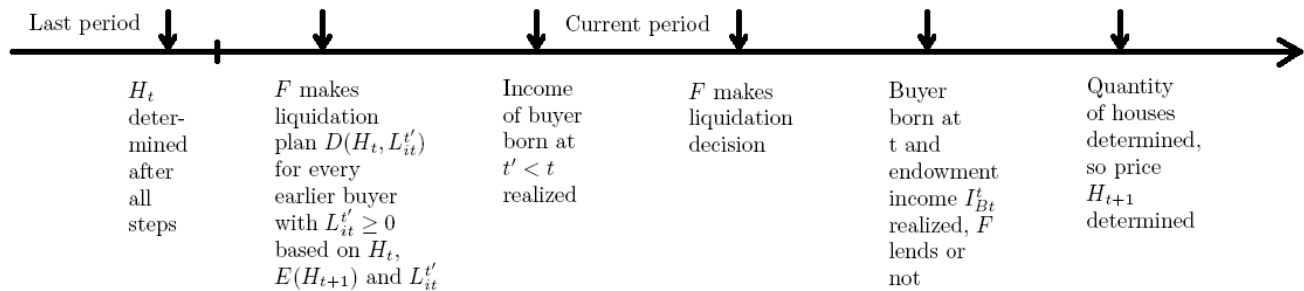 Last period
Current period
H_t
deter-
mined
after
all
steps
F makes
liquidation
plan D(H_t, L_{it}^{t'})
for every
earlier buyer
with L_{it}^{t'} ≥ 0
based on H_t,
E(H_{t+1}) and L_{it}^{t'}
Income
of buyer
born at
t' < t
realized
F makes
liquidation
decision
Buyer
born at
t and
endowment
income I_{Bt}^t
realized, F
lends or
not
Quantity
of houses
determined,
so price
H_{t+1}
determined